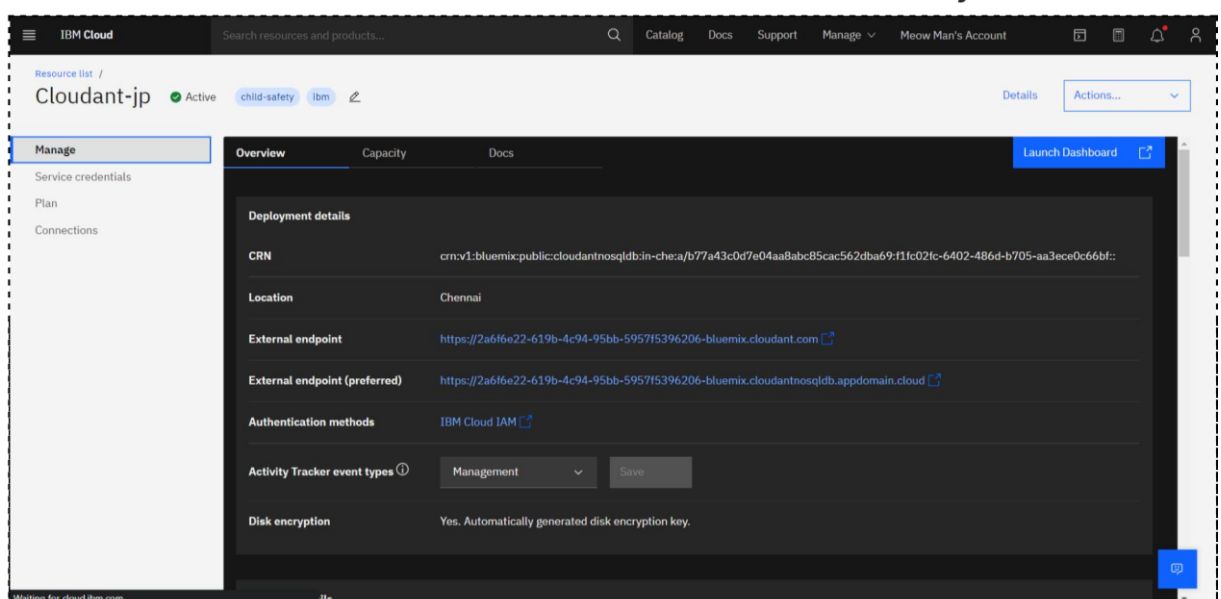 IBM Cloud
Search resources and products...
Catalog Docs Support Manage Meow Man's Account
Resource list /
Cloudant-jp Active child-safety ibm
Details Actions...
Manage
Service credentials
Plan
Connections
Overview Capacity Docs
Launch Dashboard
Deployment details
CRN crn:v1:bluemix:public:cloudantnosqldb:in-che:a/b77a43c0d7e04aa8abc85cac562dba69:f1fc02fc-6402-486d-b705-aa3ece0c66bf::
Location Chennai
External endpoint https://2a6f6e22-619b-4c94-95bb-5957f5396206-bluemix.cloudant.com
External endpoint (preferred) https://2a6f6e22-619b-4c94-95bb-5957f5396206-bluemix.cloudantnosqldb.appdomain.cloud
Authentication methods IBM Cloud IAM
Activity Tracker event types Management Save
Disk encryption Yes. Automatically generated disk encryption key.
Waiting for cloud.ibm.com